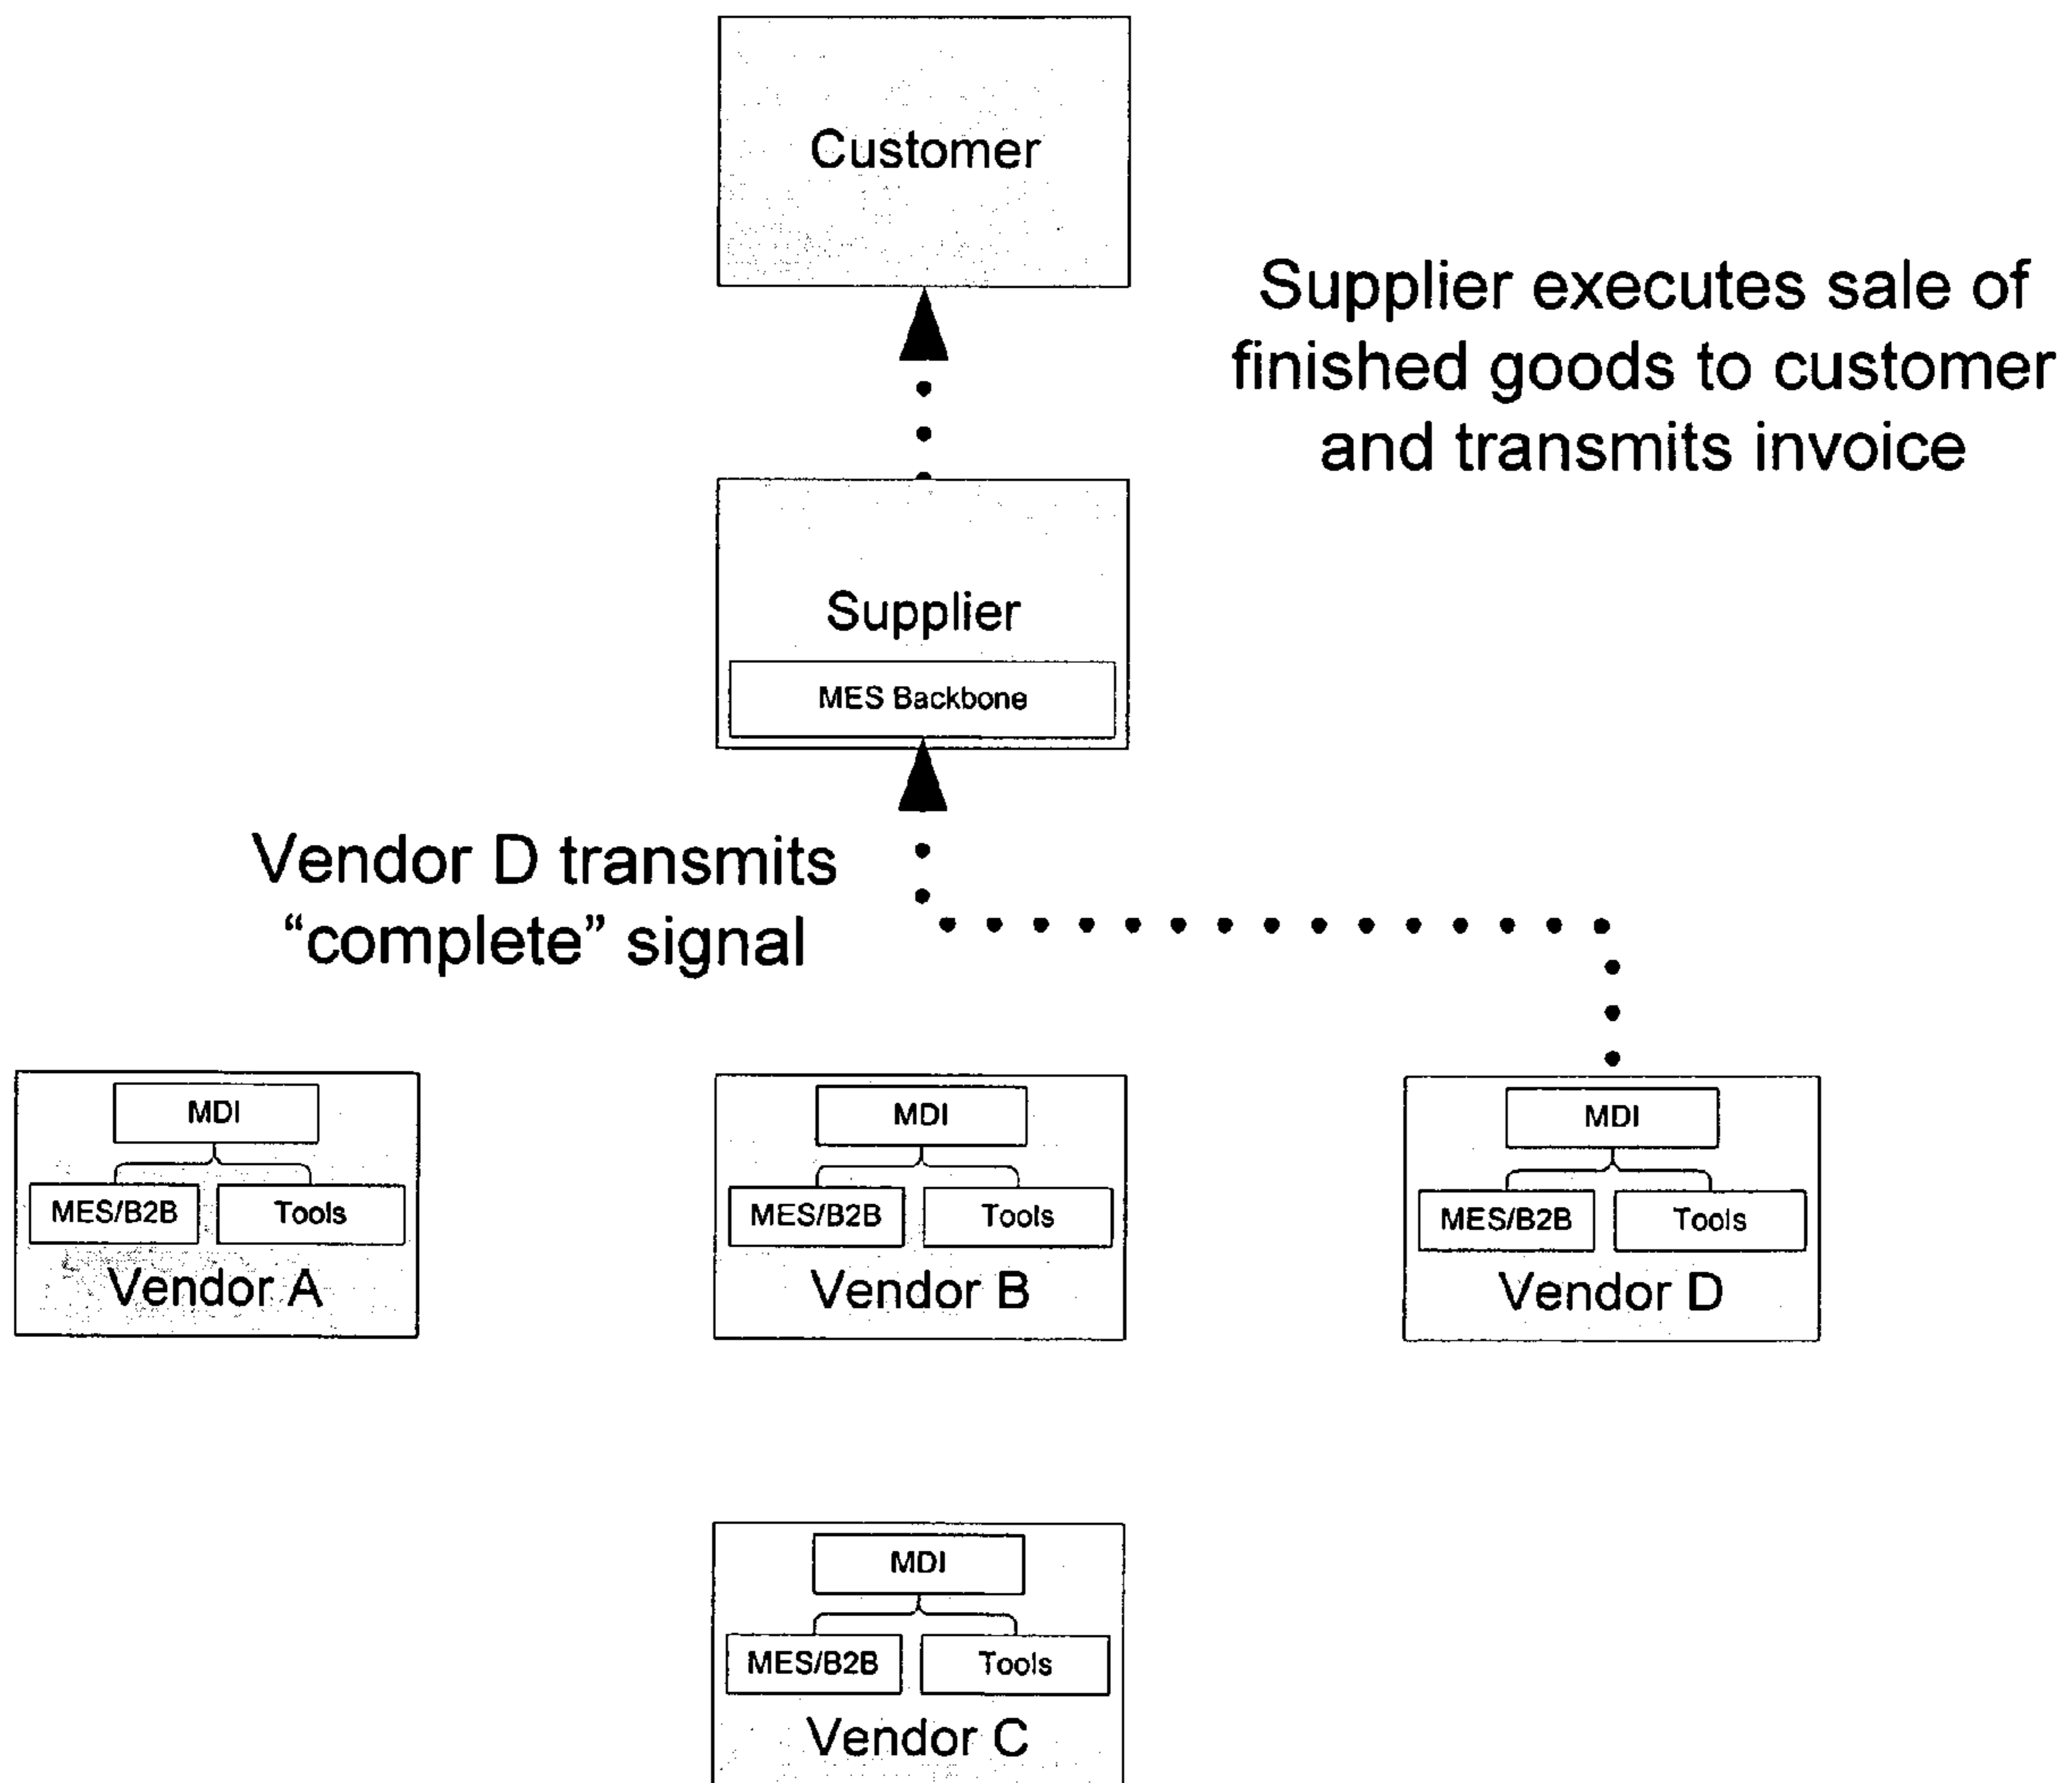 Customer
Supplier executes sale of
finished goods to customer
and transmits invoice
Supplier
MES Backbone
Vendor D transmits
“complete” signal
MDI
MES/B2B
Tools
Vendor A
MDI
MES/B2B
Tools
Vendor B
MDI
MES/B2B
Tools
Vendor D
MDI
MES/B2B
Tools
Vendor C